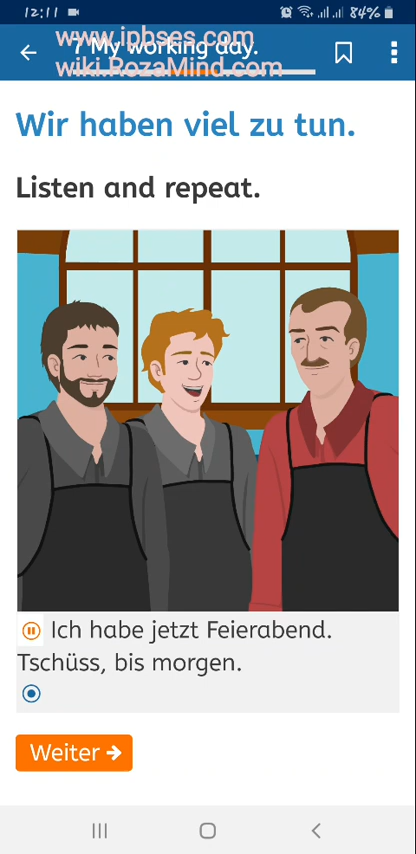 12:11 84%
www.ipbses.com
7 My working day.
wiki.RozaMind.com
Wir haben viel zu tun.
Listen and repeat.
Ich habe jetzt Feierabend.
Tschüss, bis morgen.
Weiter